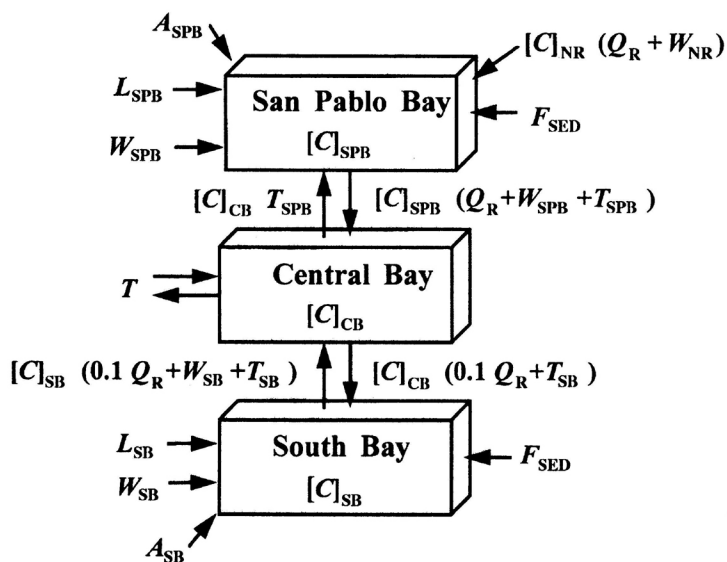 A_SPB
[C]_NR (Q_R + W_NR)
L_SPB
San Pablo Bay
F_SED
W_SPB
[C]_SPB
[C]_CB T_SPB
[C]_SPB (Q_R+W_SPB+T_SPB)
Central Bay
T
[C]_CB
[C]_SB (0.1 Q_R+W_SB+T_SB)
[C]_CB (0.1 Q_R+T_SB)
L_SB
South Bay
F_SED
W_SB
[C]_SB
A_SB